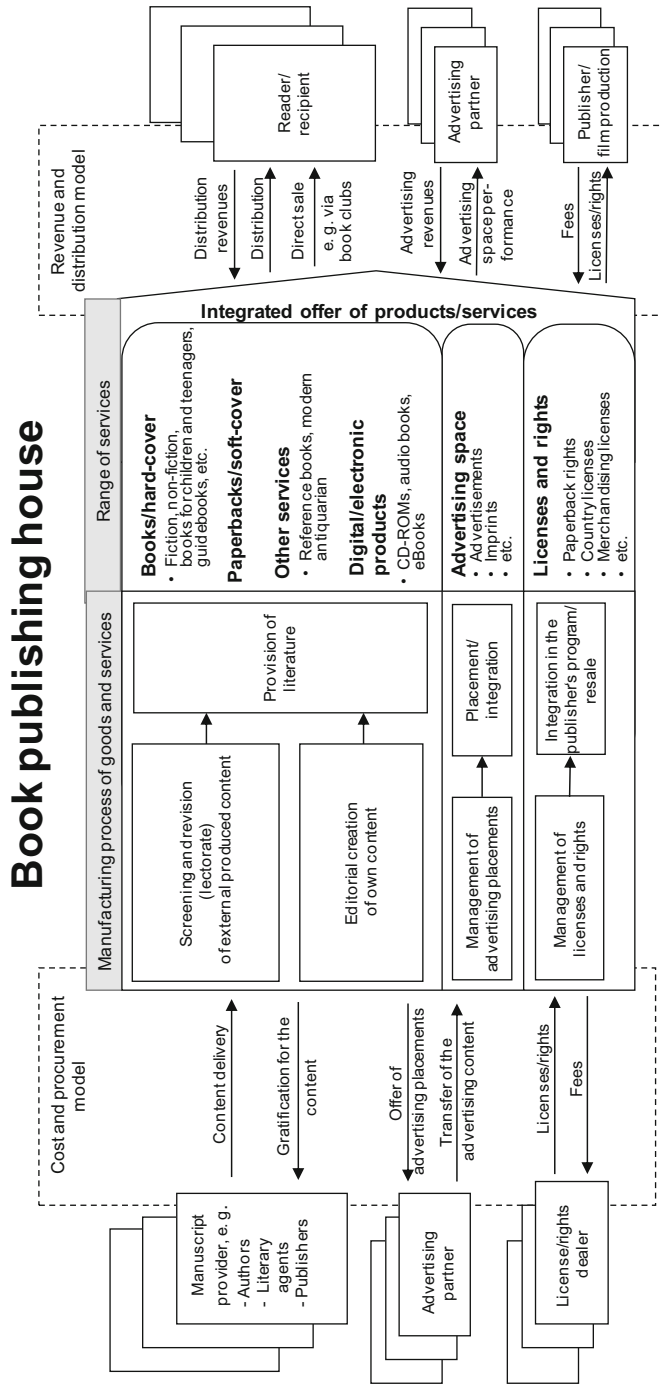 Book publishing house
Cost and procurement
model
Manufacturing process of goods and services
Range of services
Revenue and
distribution model
Manuscript
provider, e. g.
- Authors
- Literary
agents
- Publishers
Content delivery
Gratification for the
content
Screening and revision
(lectorate)
of external produced content
Editorial creation
of own content
Provision of
literature
Books/hard-cover
• Fiction, non-fiction,
books for children and teenagers,
guidebooks, etc.
Paperbacks/soft-cover
Other services
• Reference books, modern
antiquarian
Digital/electronic
products
• CD-ROMs, audio books,
eBooks
Integrated offer of products/services
Distribution
revenues
Distribution
Direct sale
e. g. via
book clubs
Reader/
recipient
Advertising
partner
Offer of
advertising placements
Transfer of the
advertising content
Management of
advertising placements
Placement/
integration
Advertising space
• Advertisements
• Imprints
• etc.
Advertising
revenues
Advertising
space per-
formance
Advertising
partner
License/rights
dealer
Licenses/rights
Fees
Management of
licenses and rights
Integration in the
publisher's program/
resale
Licenses and rights
• Paperback rights
• Country licenses
• Merchandising licenses
• etc.
Fees
Licenses/rights
Publisher/
film production